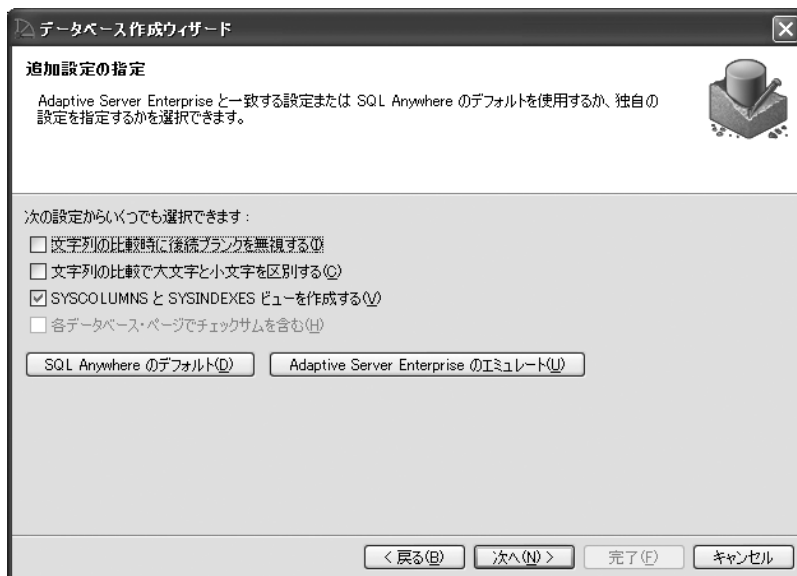 データベース作成ウィザード
追加設定の指定
Adaptive Server Enterprise と一致する設定または SQL Anywhere のデフォルトを使用するか、独自の
設定を指定するかを選択できます。
次の設定からいくつでも選択できます:
文字列の比較時に後続ブランクを無視する(I)
文字列の比較で大文字と小文字を区別する(C)
SYSCOLUMNS と SYSINDEXES ビューを作成する(V)
各データベース・ページでチェックサムを含む(H)
SQL Anywhere のデフォルト(D)
Adaptive Server Enterprise のエミュレート(U)
< 戻る(B)
次へ(N) >
完了(F)
キャンセル